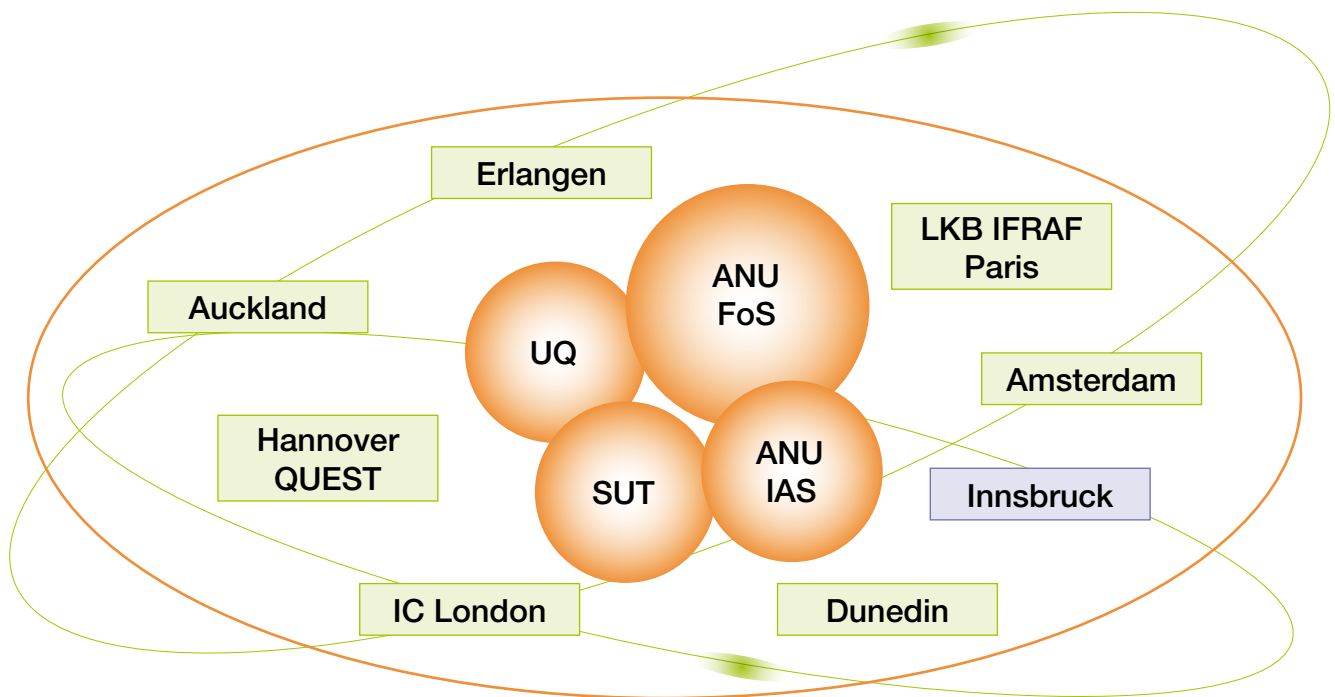 Erlangen
LKB IFRAF
Paris
ANU
FoS
Auckland
UQ
Amsterdam
Hannover
QUEST
ANU
IAS
SUT
Innsbruck
IC London
Dunedin